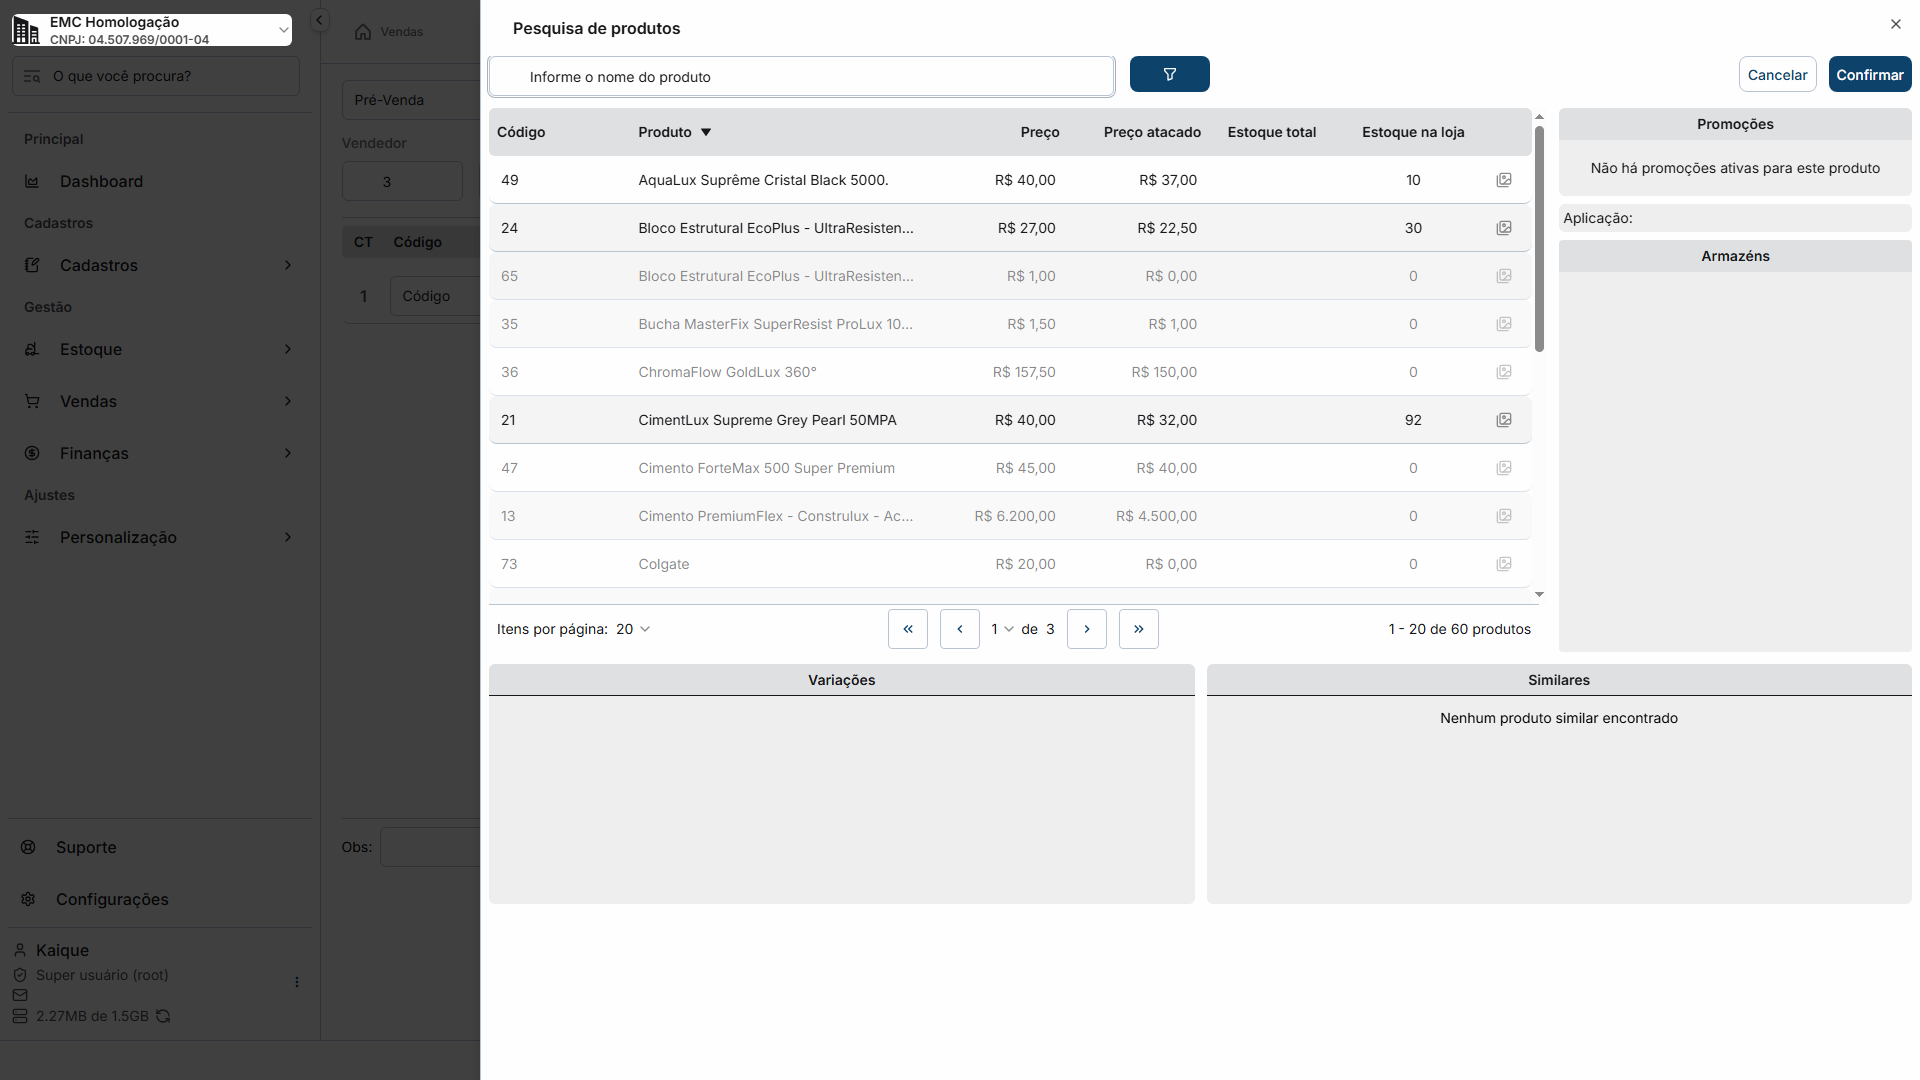 EMC Homologação
CNPJ: 04.507.969/0001-04
O que você procura?
Principal
Dashboard
Cadastros
Cadastros
Gestão
Estoque
Vendas
Finanças
Ajustes
Personalização
Suporte
Configurações
Kaique
Super usuário (root)
2.27MB de 1.5GB
Vendas
Pré-Venda
Vendedor
3
CT Código
1 Código
Obs:
Pesquisa de produtos
Informe o nome do produto
Cancelar
Confirmar
Código Produto Preço Preço atacado Estoque total Estoque na loja
49 AquaLux Suprême Cristal Black 5000. R$ 40,00 R$ 37,00 10
24 Bloco Estrutural EcoPlus - UltraResisten... R$ 27,00 R$ 22,50 30
65 Bloco Estrutural EcoPlus - UltraResisten... R$ 1,00 R$ 0,00 0
35 Bucha MasterFix SuperResist ProLux 10... R$ 1,50 R$ 1,00 0
36 ChromaFlow GoldLux 360° R$ 157,50 R$ 150,00 0
21 CimentLux Supreme Grey Pearl 50MPA R$ 40,00 R$ 32,00 92
47 Cimento ForteMax 500 Super Premium R$ 45,00 R$ 40,00 0
13 Cimento PremiumFlex - Construlux - Ac... R$ 6.200,00 R$ 4.500,00 0
73 Colgate R$ 20,00 R$ 0,00 0
Itens por página: 20
1 de 3
1 - 20 de 60 produtos
Promoções
Não há promoções ativas para este produto
Aplicação:
Armazéns
Variações
Similares
Nenhum produto similar encontrado